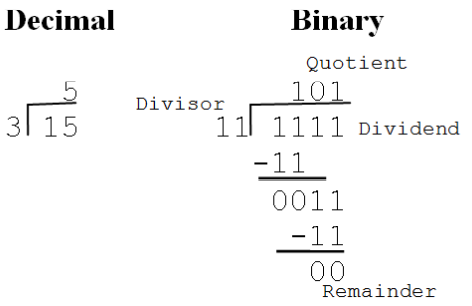 Decimal Binary
Quotient
5 101
Divisor
3 15 11 1111 Dividend
-11
0011
-11
00
Remainder